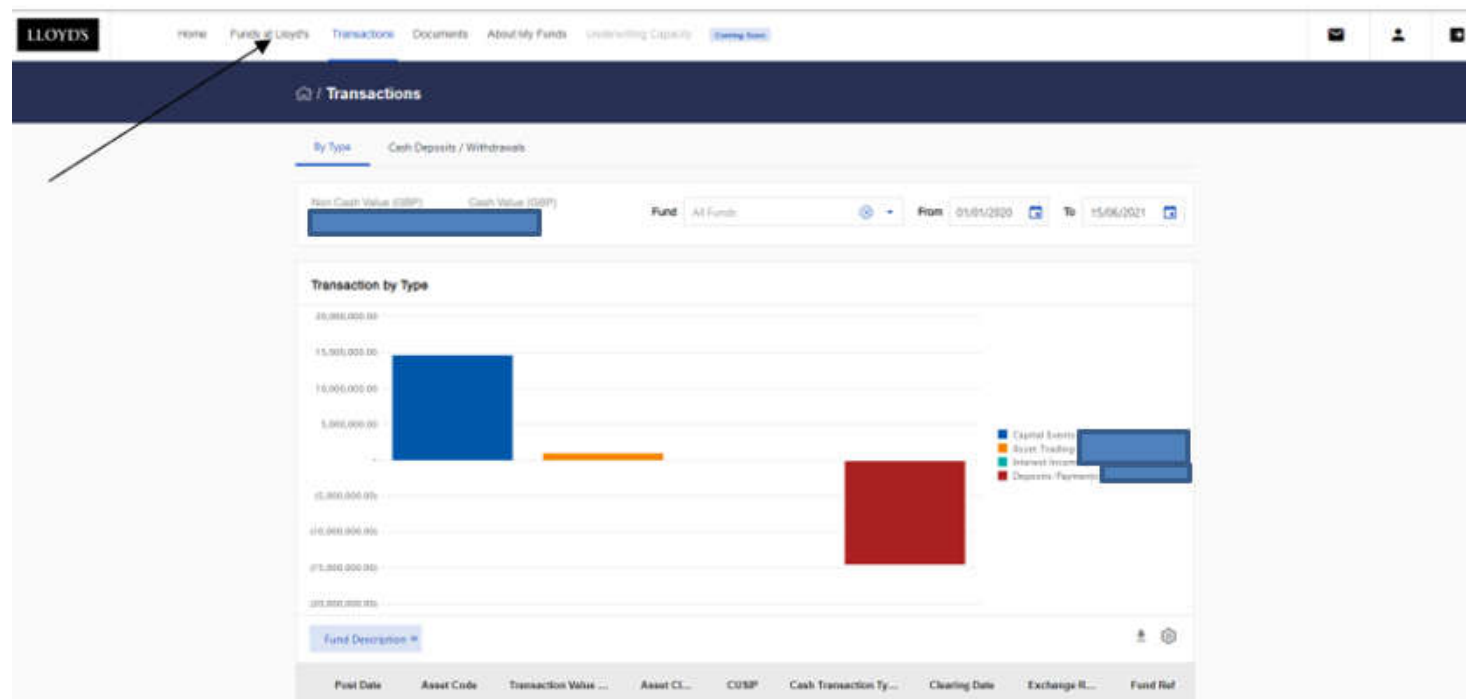 LLOYD'S
Home Funds at Lloyd's Transactions Documents About My Funds Underwriting Capacity Coming Soon
/ Transactions
By Type Cash Deposits / Withdrawals
Non Cash Value (GBP) Cash Value (GBP)
Fund All Funds From 01/01/2020 To 15/06/2021
Transaction by Type
20,000,000.00
15,000,000.00
10,000,000.00
5,000,000.00
-
(5,000,000.00)
(10,000,000.00)
(15,000,000.00)
(20,000,000.00)
Capital Events
Asset Trading
Interest Income
Deposits /Payments
Fund Description
Post Date Asset Code Transaction Value ... Asset Cl... CUSIP Cash Transaction Ty... Clearing Date Exchange R... Fund Ref